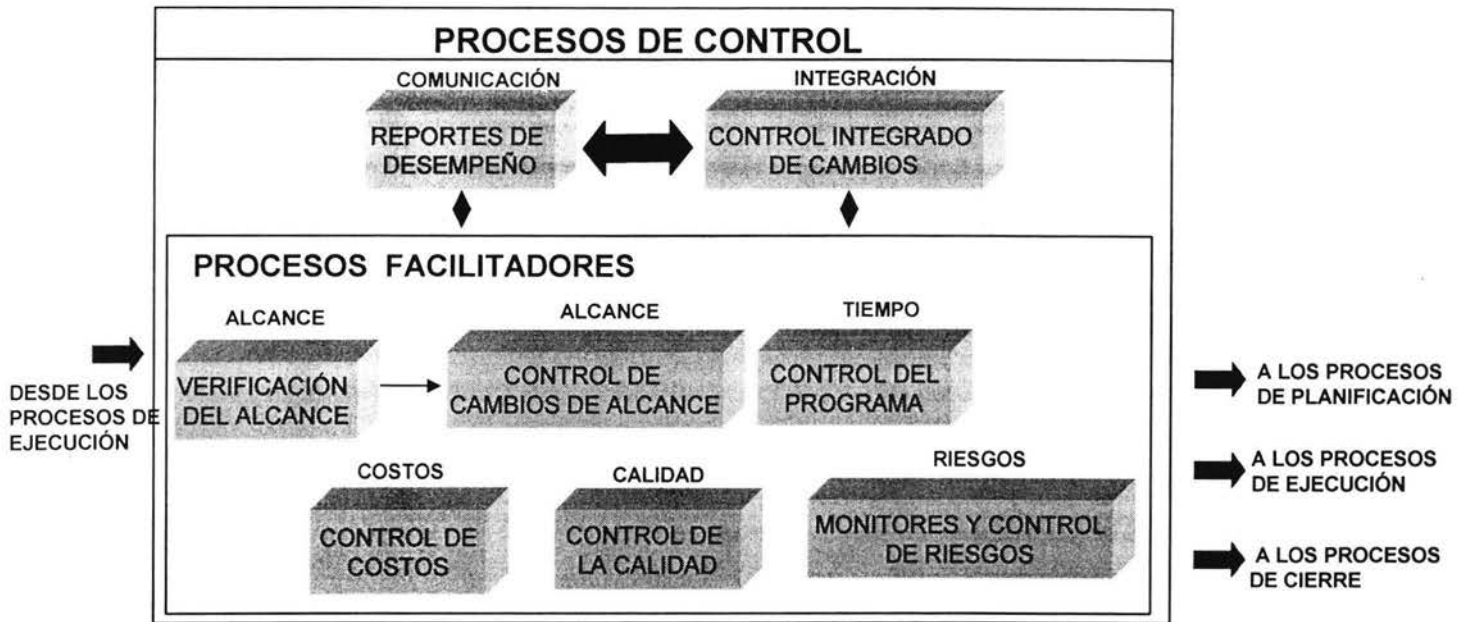 PROCESOS DE CONTROL
COMUNICACIÓN
REPORTES DE
DESEMPEÑO
INTEGRACIÓN
CONTROL INTEGRADO
DE CAMBIOS
PROCESOS FACILITADORES
DESDE LOS
PROCESOS DE
EJECUCIÓN
ALCANCE
VERIFICACIÓN
DEL ALCANCE
ALCANCE
CONTROL DE
CAMBIOS DE ALCANCE
TIEMPO
CONTROL DEL
PROGRAMA
COSTOS
CONTROL DE
COSTOS
CALIDAD
CONTROL DE
LA CALIDAD
RIESGOS
MONITORES Y CONTROL
DE RIESGOS
A LOS PROCESOS
DE PLANIFICACIÓN
A LOS PROCESOS
DE EJECUCIÓN
A LOS PROCESOS
DE CIERRE